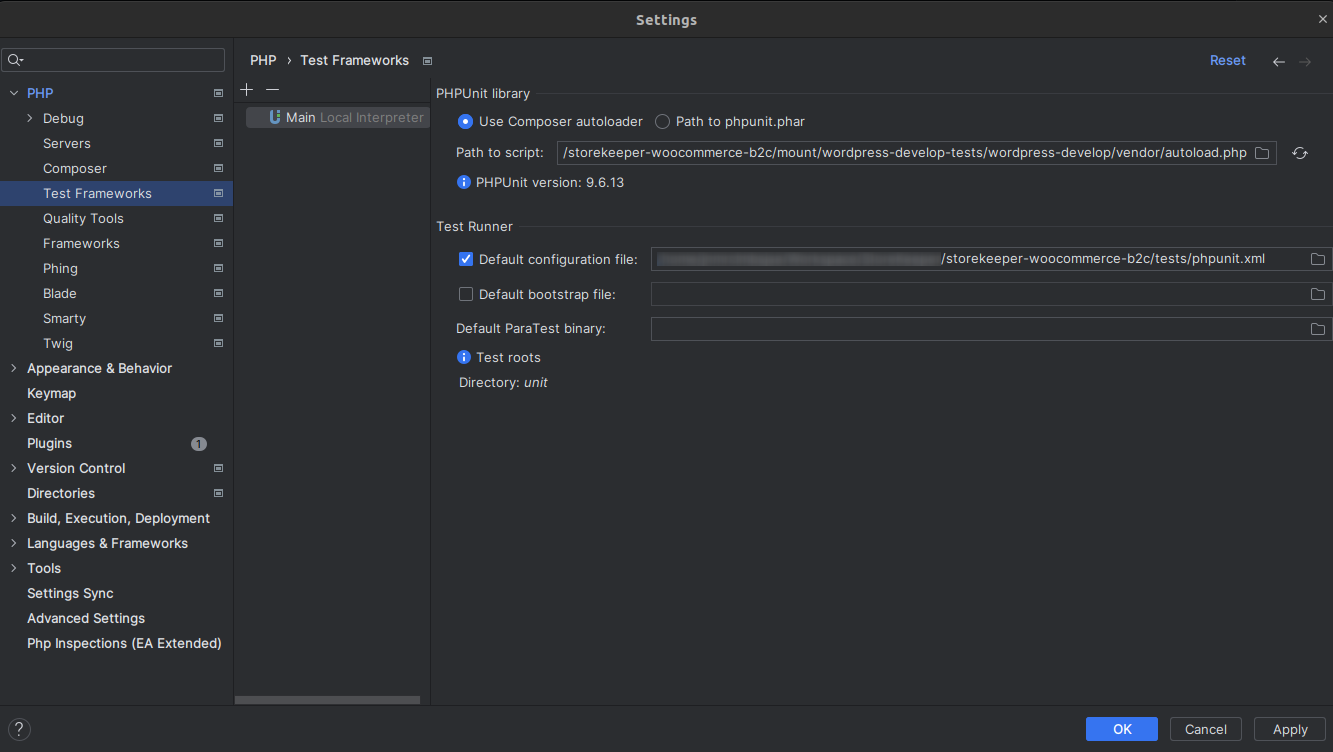 Settings
PHP › Test Frameworks
Reset
PHP
Debug
Servers
Composer
Test Frameworks
Quality Tools
Frameworks
Phing
Blade
Smarty
Twig
Appearance & Behavior
Keymap
Editor
Plugins 1
Version Control
Directories
Build, Execution, Deployment
Languages & Frameworks
Tools
Settings Sync
Advanced Settings
Php Inspections (EA Extended)
Main Local Interpreter
PHPUnit library
Use Composer autoloader Path to phpunit.phar
Path to script: /storekeeper-woocommerce-b2c/mount/wordpress-develop-tests/wordpress-develop/vendor/autoload.php
PHPUnit version: 9.6.13
Test Runner
Default configuration file: /storekeeper-woocommerce-b2c/tests/phpunit.xml
Default bootstrap file:
Default ParaTest binary:
Test roots
Directory: unit
?
OK Cancel Apply